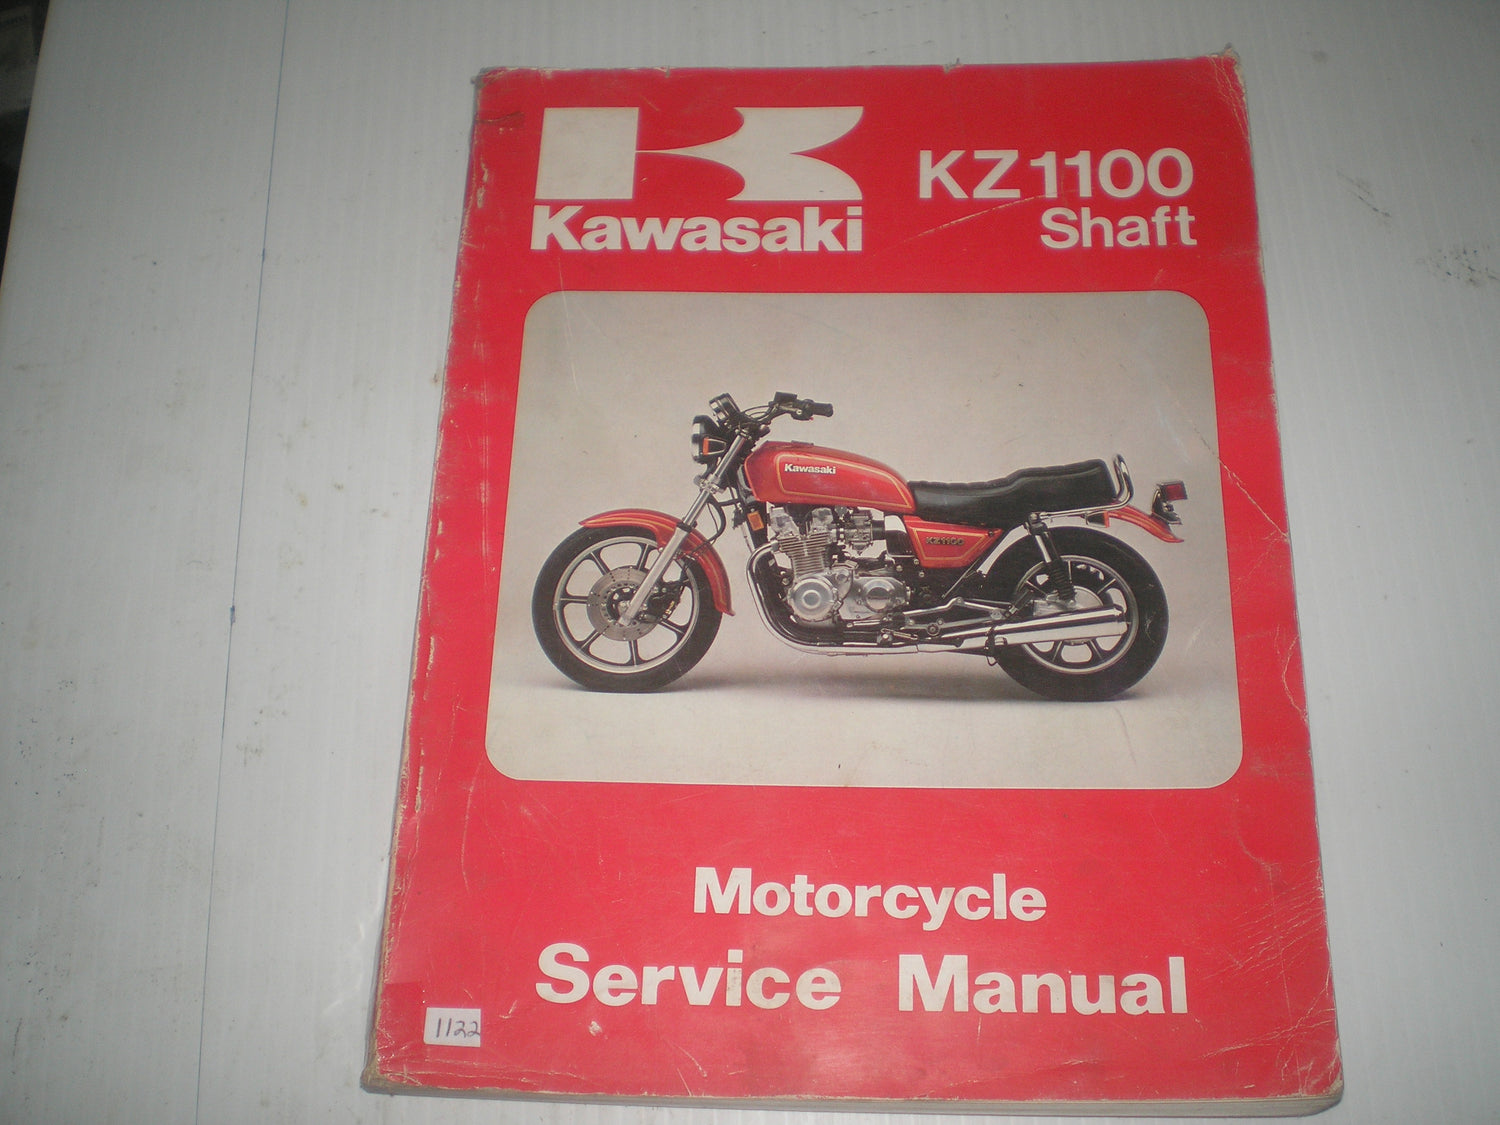 Kawasaki
KZ1100
Shaft
Kawasaki
KZ1100
Motorcycle
Service Manual
1122